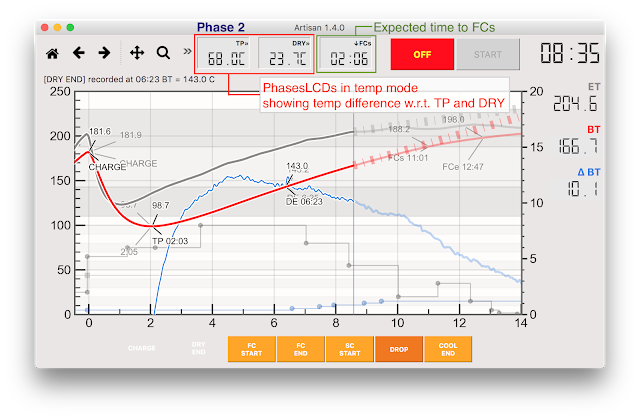 Phase 2
Artisan 1.4.0
Expected time to FCs
TP»
68.0C
DRY»
23.7C
↓FCs
02:06
»
OFF
START
08:35
[DRY END] recorded at 06:23 BT = 143.0 C
PhasesLCDs in temp mode
showing temp difference w.r.t. TP and DRY
ET
204.6
BT
166.7
Δ BT
10.1
250
200
150
100
50
0
20
15
10
5
0
181.6
181.9
CHARGE
CHARGE
98.7
TP 02:03
2:05
143.0
DE 06:23
188.2
FCs 11:01
198.0
FCe 12:47
0
2
4
6
8
10
12
14
CHARGE
DRY
END
FC
START
FC
END
SC
START
DROP
COOL
END